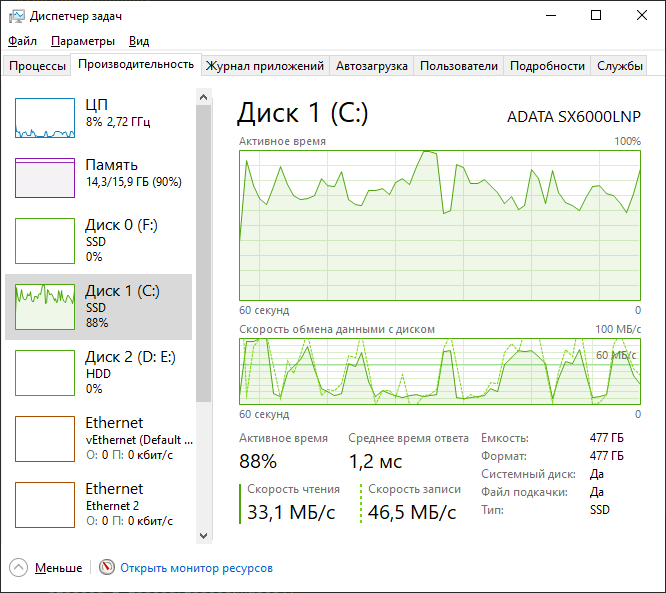 Диспетчер задач
Файл Параметры Вид
Процессы Производительность Журнал приложений Автозагрузка Пользователи Подробности Службы
ЦП
8% 2,72 ГГц
Память
14,3/15,9 ГБ (90%)
Диск 0 (F:)
SSD
0%
Диск 1 (C:)
SSD
88%
Диск 2 (D: E:)
HDD
0%
Ethernet
vEthernet (Default ...
О: 0 П: 0 кбит/с
Ethernet
Ethernet 2
О: 0 П: 0 кбит/с
Диск 1 (C:) ADATA SX6000LNP
Активное время 100%
60 секунд 0
Скорость обмена данными с диском 100 МБ/с
60 МБ/с
60 секунд 0
Активное время
88%
Среднее время ответа
1,2 мс
Скорость чтения
33,1 МБ/с
Скорость записи
46,5 МБ/с
Емкость: 477 ГБ
Формат: 477 ГБ
Системный диск: Да
Файл подкачки: Да
Тип: SSD
Меньше Открыть монитор ресурсов